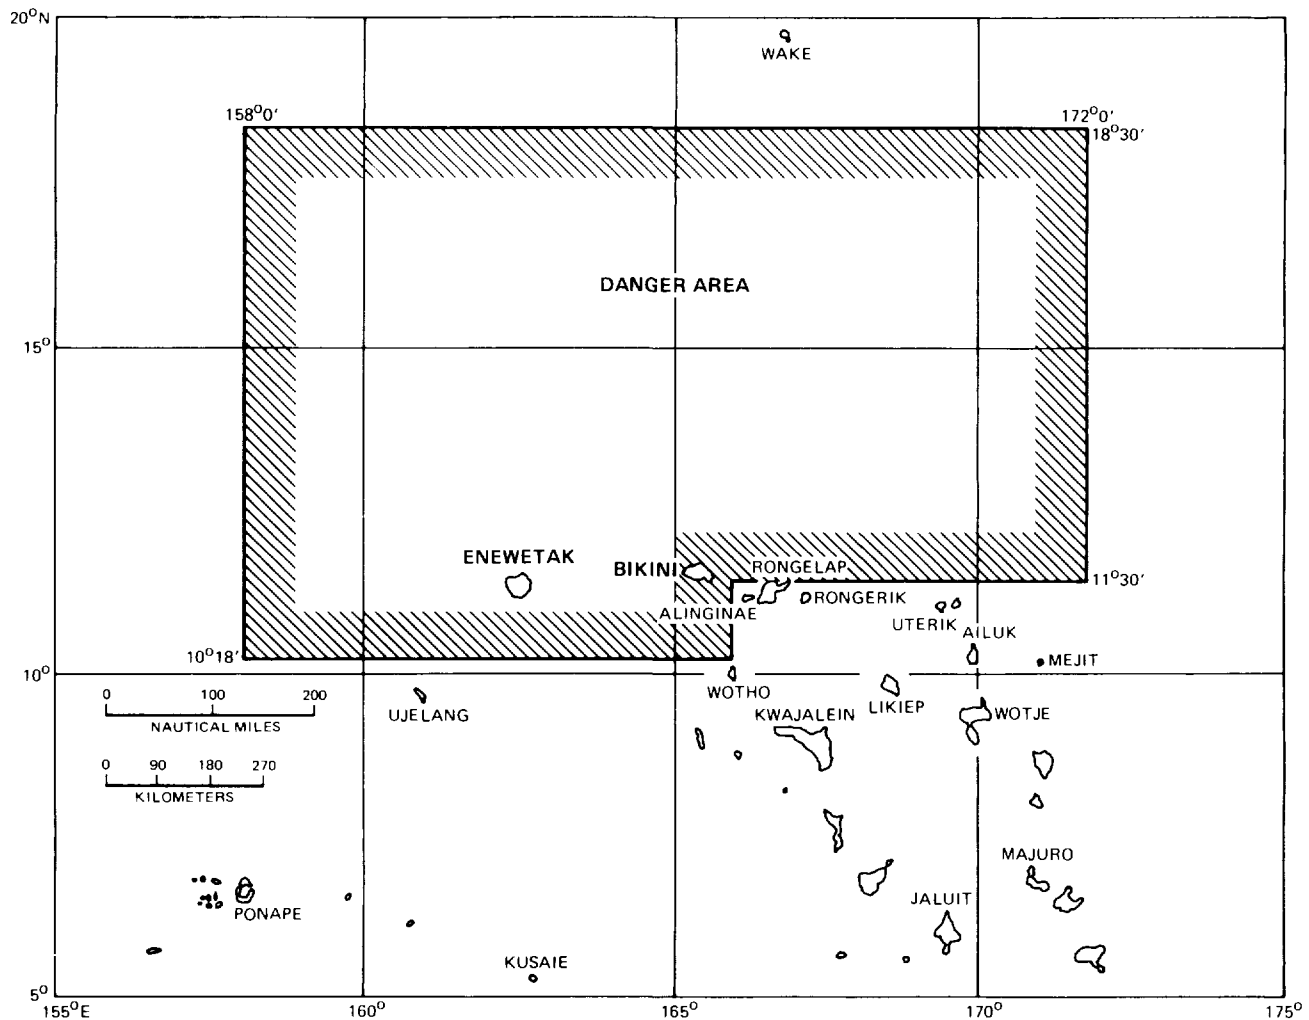 20°N
WAKE
158°0′
172°0′
18°30′
DANGER AREA
15°
ENEWETAK
BIKINI
RONGELAP
11°30′
ALINGINAE
RONGERIK
UTERIK
AILUK
10°18′
MEJIT
10°
WOTHO
LIKIEP
0 100 200
NAUTICAL MILES
UJELANG
KWAJALEIN
WOTJE
0 90 180 270
KILOMETERS
MAJURO
JALUIT
PONAPE
KUSAIE
5°
155°E 160° 165° 170° 175°